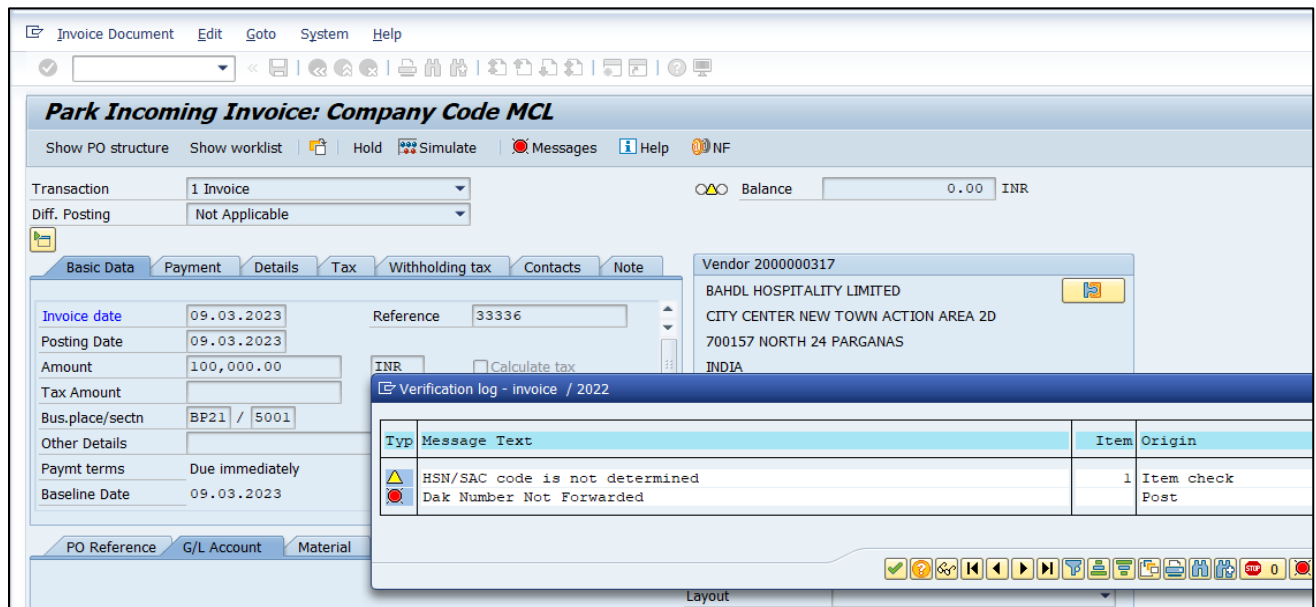 Invoice Document Edit Goto System Help
Park Incoming Invoice: Company Code MCL
Show PO structure Show worklist Hold Simulate Messages Help NF
Transaction 1 Invoice Balance 0.00 INR
Diff. Posting Not Applicable
Basic Data Payment Details Tax Withholding tax Contacts Note Vendor 2000000317
BAHDL HOSPITALITY LIMITED
Invoice date 09.03.2023 Reference 33336 CITY CENTER NEW TOWN ACTION AREA 2D
Posting Date 09.03.2023 700157 NORTH 24 PARGANAS
Amount 100,000.00 INR Calculate tax INDIA
Tax Amount Verification log - invoice / 2022
Bus.place/sectn BP21 / 5001
Other Details Typ Message Text Item Origin
Paymt terms Due immediately HSN/SAC code is not determined 1 Item check
Baseline Date 09.03.2023 Dak Number Not Forwarded Post
PO Reference G/L Account Material
STOP 0
Layout